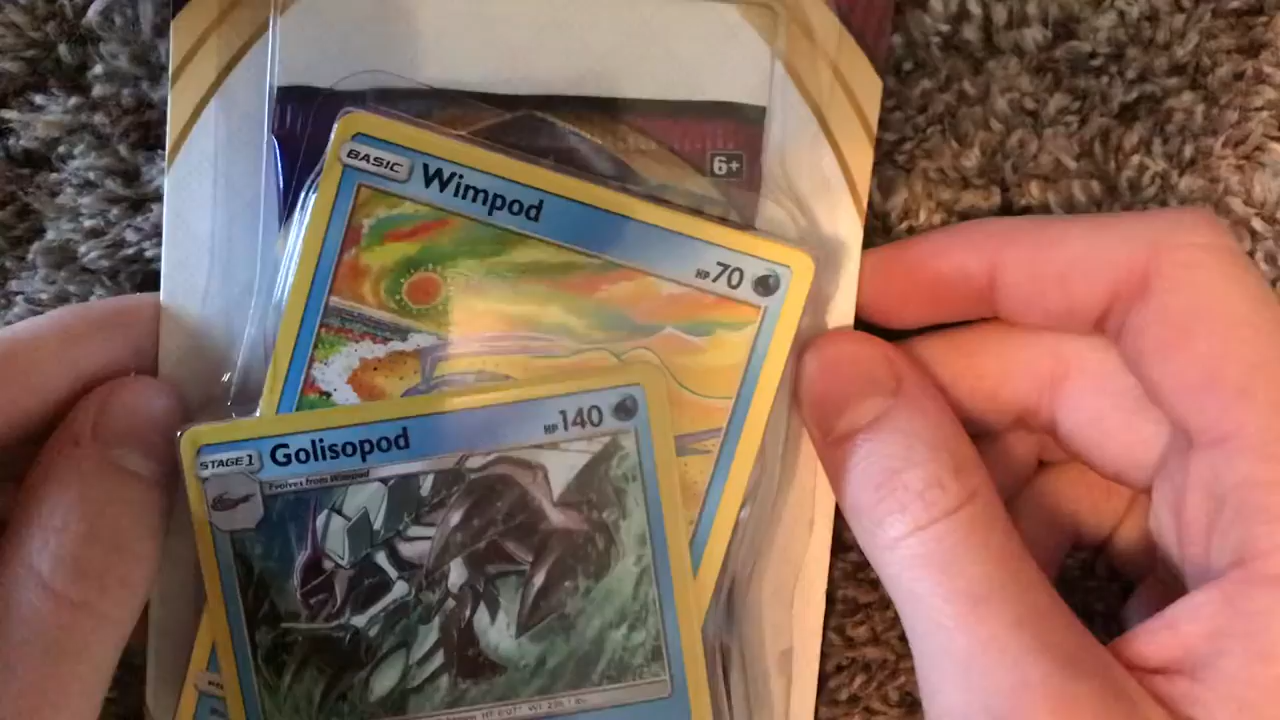 6+
BASIC Wimpod HP 70
STAGE 1 Golisopod HP 140
Evolves from Wimpod